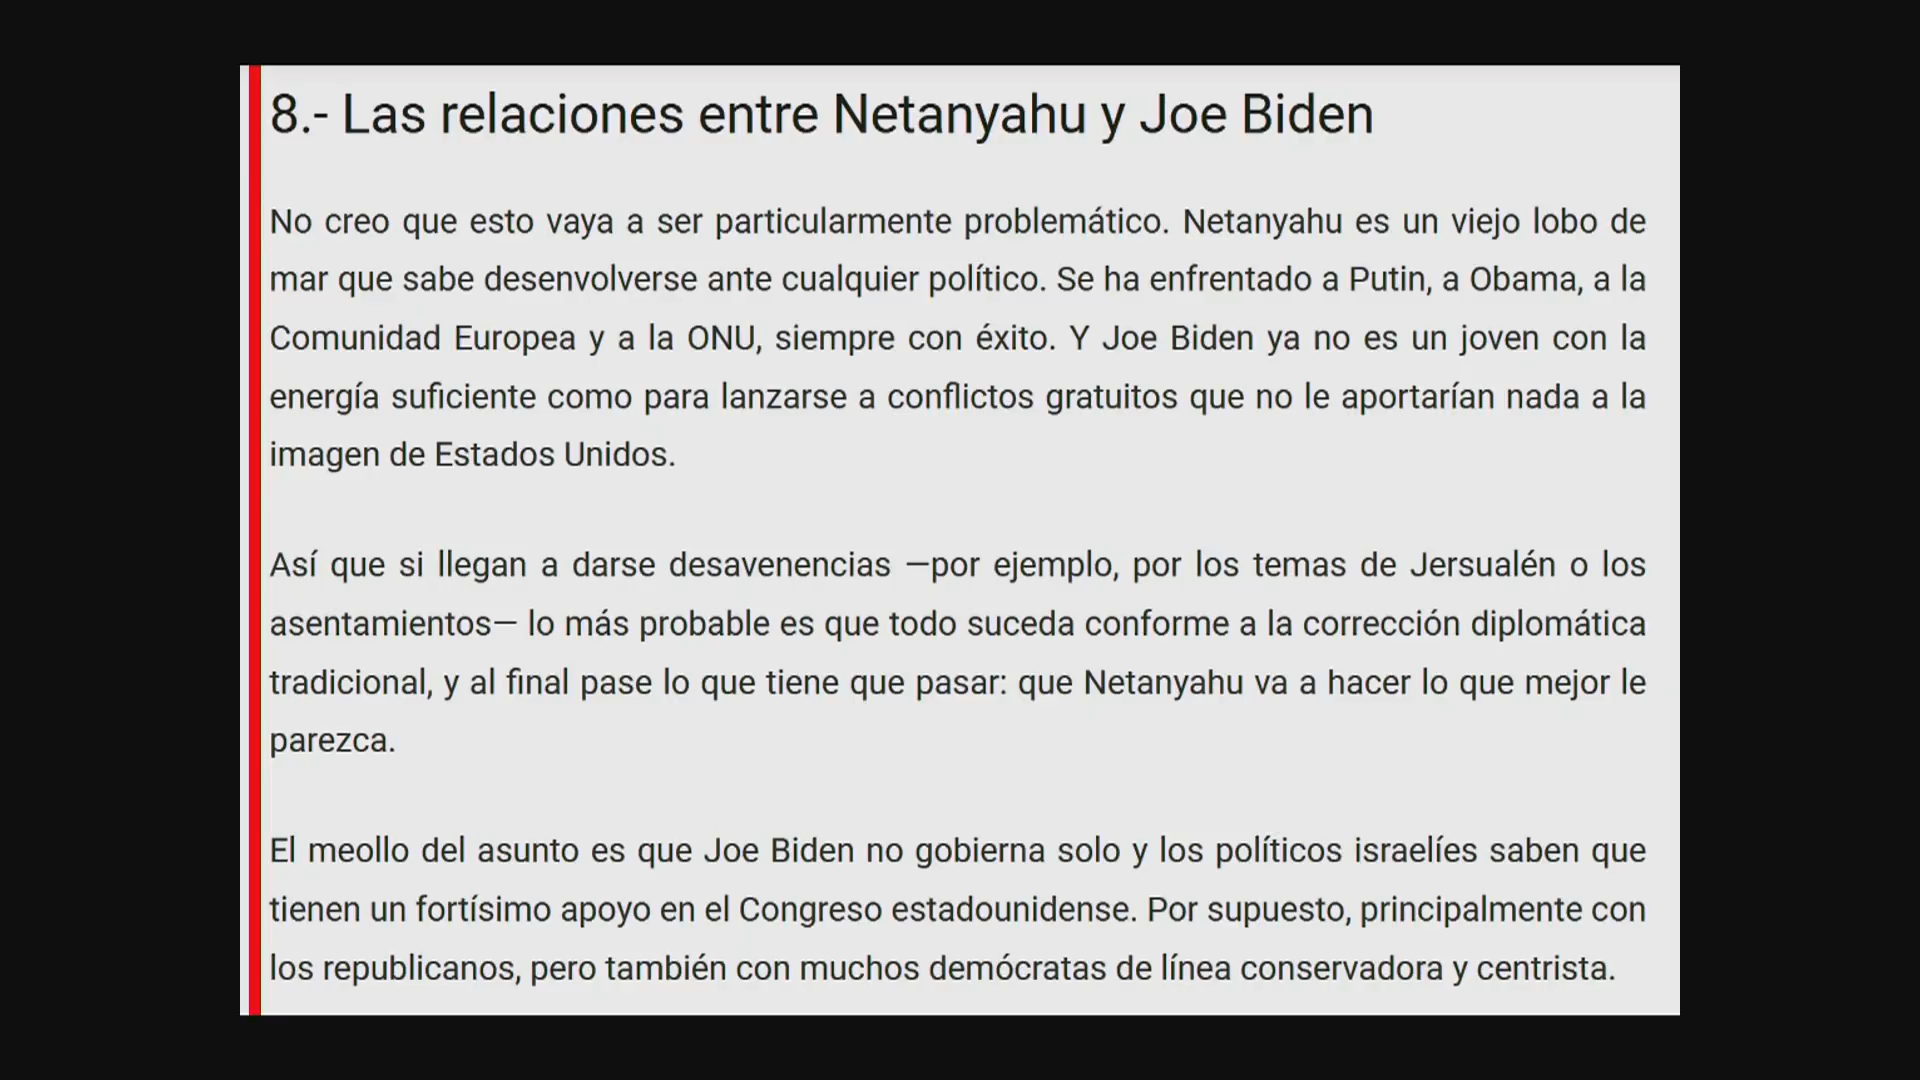 8.- Las relaciones entre Netanyahu y Joe Biden
No creo que esto vaya a ser particularmente problemático. Netanyahu es un viejo lobo de
mar que sabe desenvolverse ante cualquier político. Se ha enfrentado a Putin, a Obama, a la
Comunidad Europea y a la ONU, siempre con éxito. Y Joe Biden ya no es un joven con la
energía suficiente como para lanzarse a conflictos gratuitos que no le aportarían nada a la
imagen de Estados Unidos.
Así que si llegan a darse desavenencias —por ejemplo, por los temas de Jersualén o los
asentamientos— lo más probable es que todo suceda conforme a la corrección diplomática
tradicional, y al final pase lo que tiene que pasar: que Netanyahu va a hacer lo que mejor le
parezca.
El meollo del asunto es que Joe Biden no gobierna solo y los políticos israelíes saben que
tienen un fortísimo apoyo en el Congreso estadounidense. Por supuesto, principalmente con
los republicanos, pero también con muchos demócratas de línea conservadora y centrista.